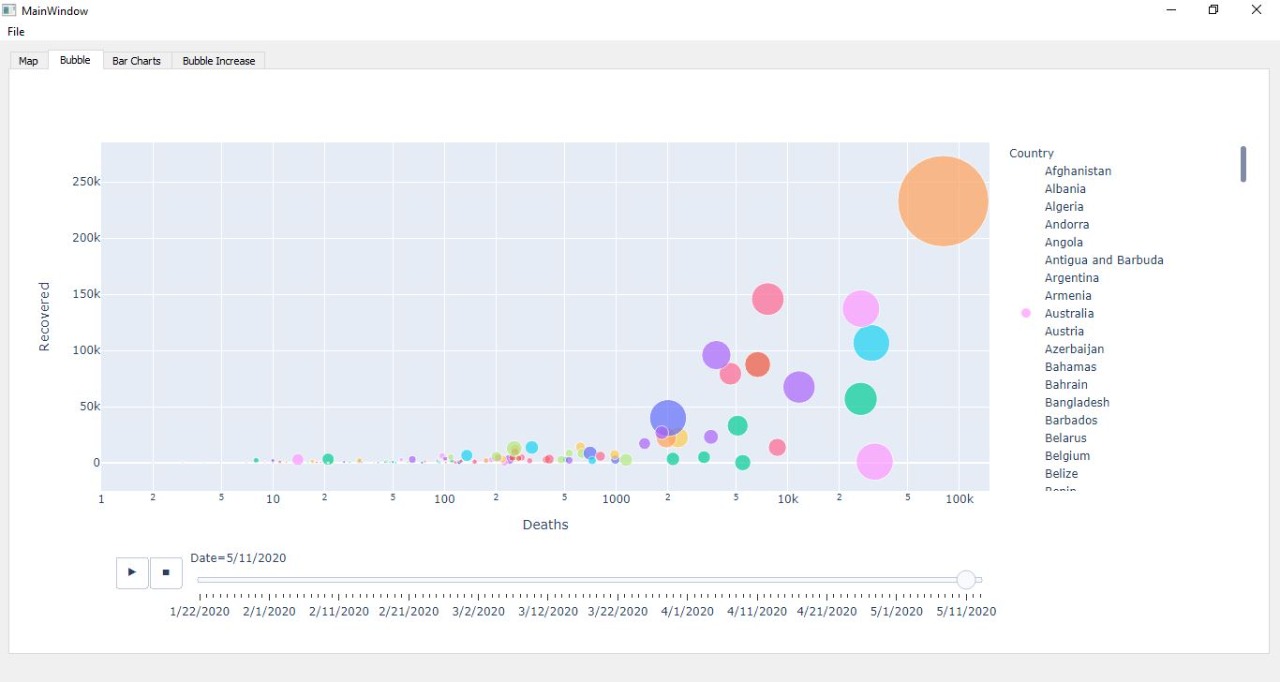 MainWindow
File
Map Bubble Bar Charts Bubble Increase
Country
Afghanistan
Albania
Algeria
Andorra
Angola
Antigua and Barbuda
Argentina
Armenia
Australia
Austria
Azerbaijan
Bahamas
Bahrain
Bangladesh
Barbados
Belarus
Belgium
Belize
Benin
250k
200k
150k
100k
50k
0
Recovered
1 2 5 10 2 5 100 2 5 1000 2 5 10k 2 5 100k
Deaths
Date=5/11/2020
1/22/2020 2/1/2020 2/11/2020 2/21/2020 3/2/2020 3/12/2020 3/22/2020 4/1/2020 4/11/2020 4/21/2020 5/1/2020 5/11/2020